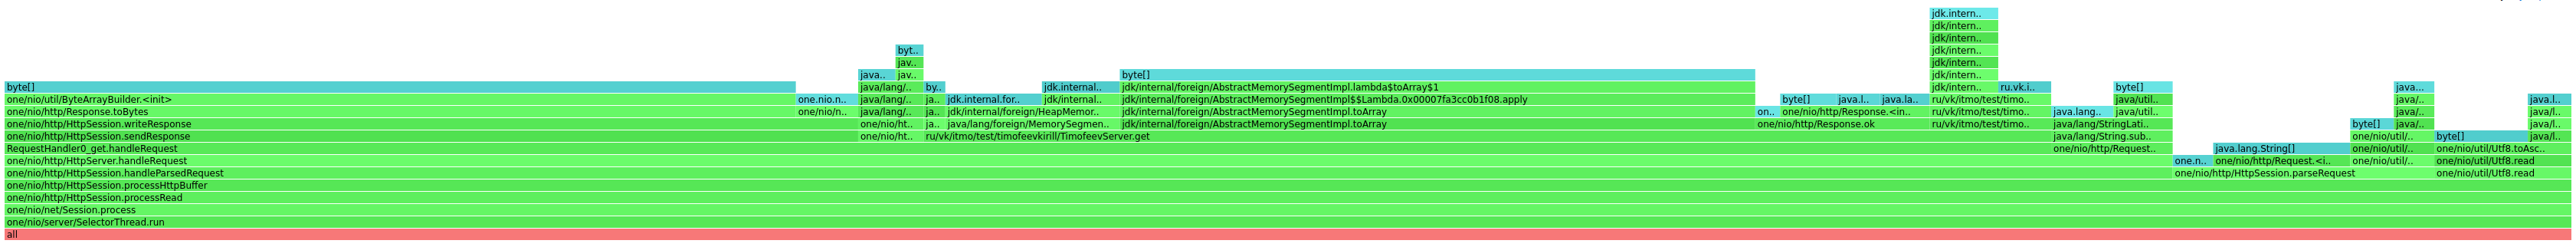 jdk.intern..
jdk/intern..
jdk/intern..
byt.. jdk/intern..
jav.. jdk/intern..
java.. jav.. byte[] jdk/intern..
byte[] java/lang/.. by.. jdk.internal.. jdk/internal/foreign/AbstractMemorySegmentImpl.lambda$toArray$1 jdk/intern.. ru.vk.i.. byte[] java...
one/nio/util/ByteArrayBuilder.<init> one.nio.n.. java/lang/.. ja.. jdk.internal.for.. jdk/internal.. jdk/internal/foreign/AbstractMemorySegmentImpl$$Lambda.0x00007fa3cc0b1f08.apply byte[] java.l.. java.la.. ru/vk/itmo/test/timo.. java/util.. java/.. java.l..
one/nio/http/Response.toBytes one/nio/n.. java/lang/.. ja.. jdk/internal/foreign/HeapMemor.. jdk/internal/foreign/AbstractMemorySegmentImpl.toArray on.. one/nio/http/Response.<in.. ru/vk/itmo/test/timo.. java.lang.. java/util.. java/.. java/l..
one/nio/http/HttpSession.writeResponse one/nio/ht.. ja.. java/lang/foreign/MemorySegmen.. jdk/internal/foreign/AbstractMemorySegmentImpl.toArray one/nio/http/Response.ok ru/vk/itmo/test/timo.. java/lang/StringLati.. byte[] java/.. java/l..
one/nio/http/HttpSession.sendResponse one/nio/ht.. ru/vk/itmo/test/timofeevkirill/TimofeevServer.get java/lang/String.sub.. one/nio/util/.. byte[] java/l..
RequestHandler0_get.handleRequest one/nio/http/Request.. java.lang.String[] one/nio/util/.. one/nio/util/Utf8.toAsc..
one/nio/http/HttpServer.handleRequest one.n.. one/nio/http/Request.<i.. one/nio/util/.. one/nio/util/Utf8.read
one/nio/http/HttpSession.handleParsedRequest one/nio/http/HttpSession.parseRequest one/nio/util/Utf8.read
one/nio/http/HttpSession.processHttpBuffer
one/nio/http/HttpSession.processRead
one/nio/net/Session.process
one/nio/server/SelectorThread.run
all